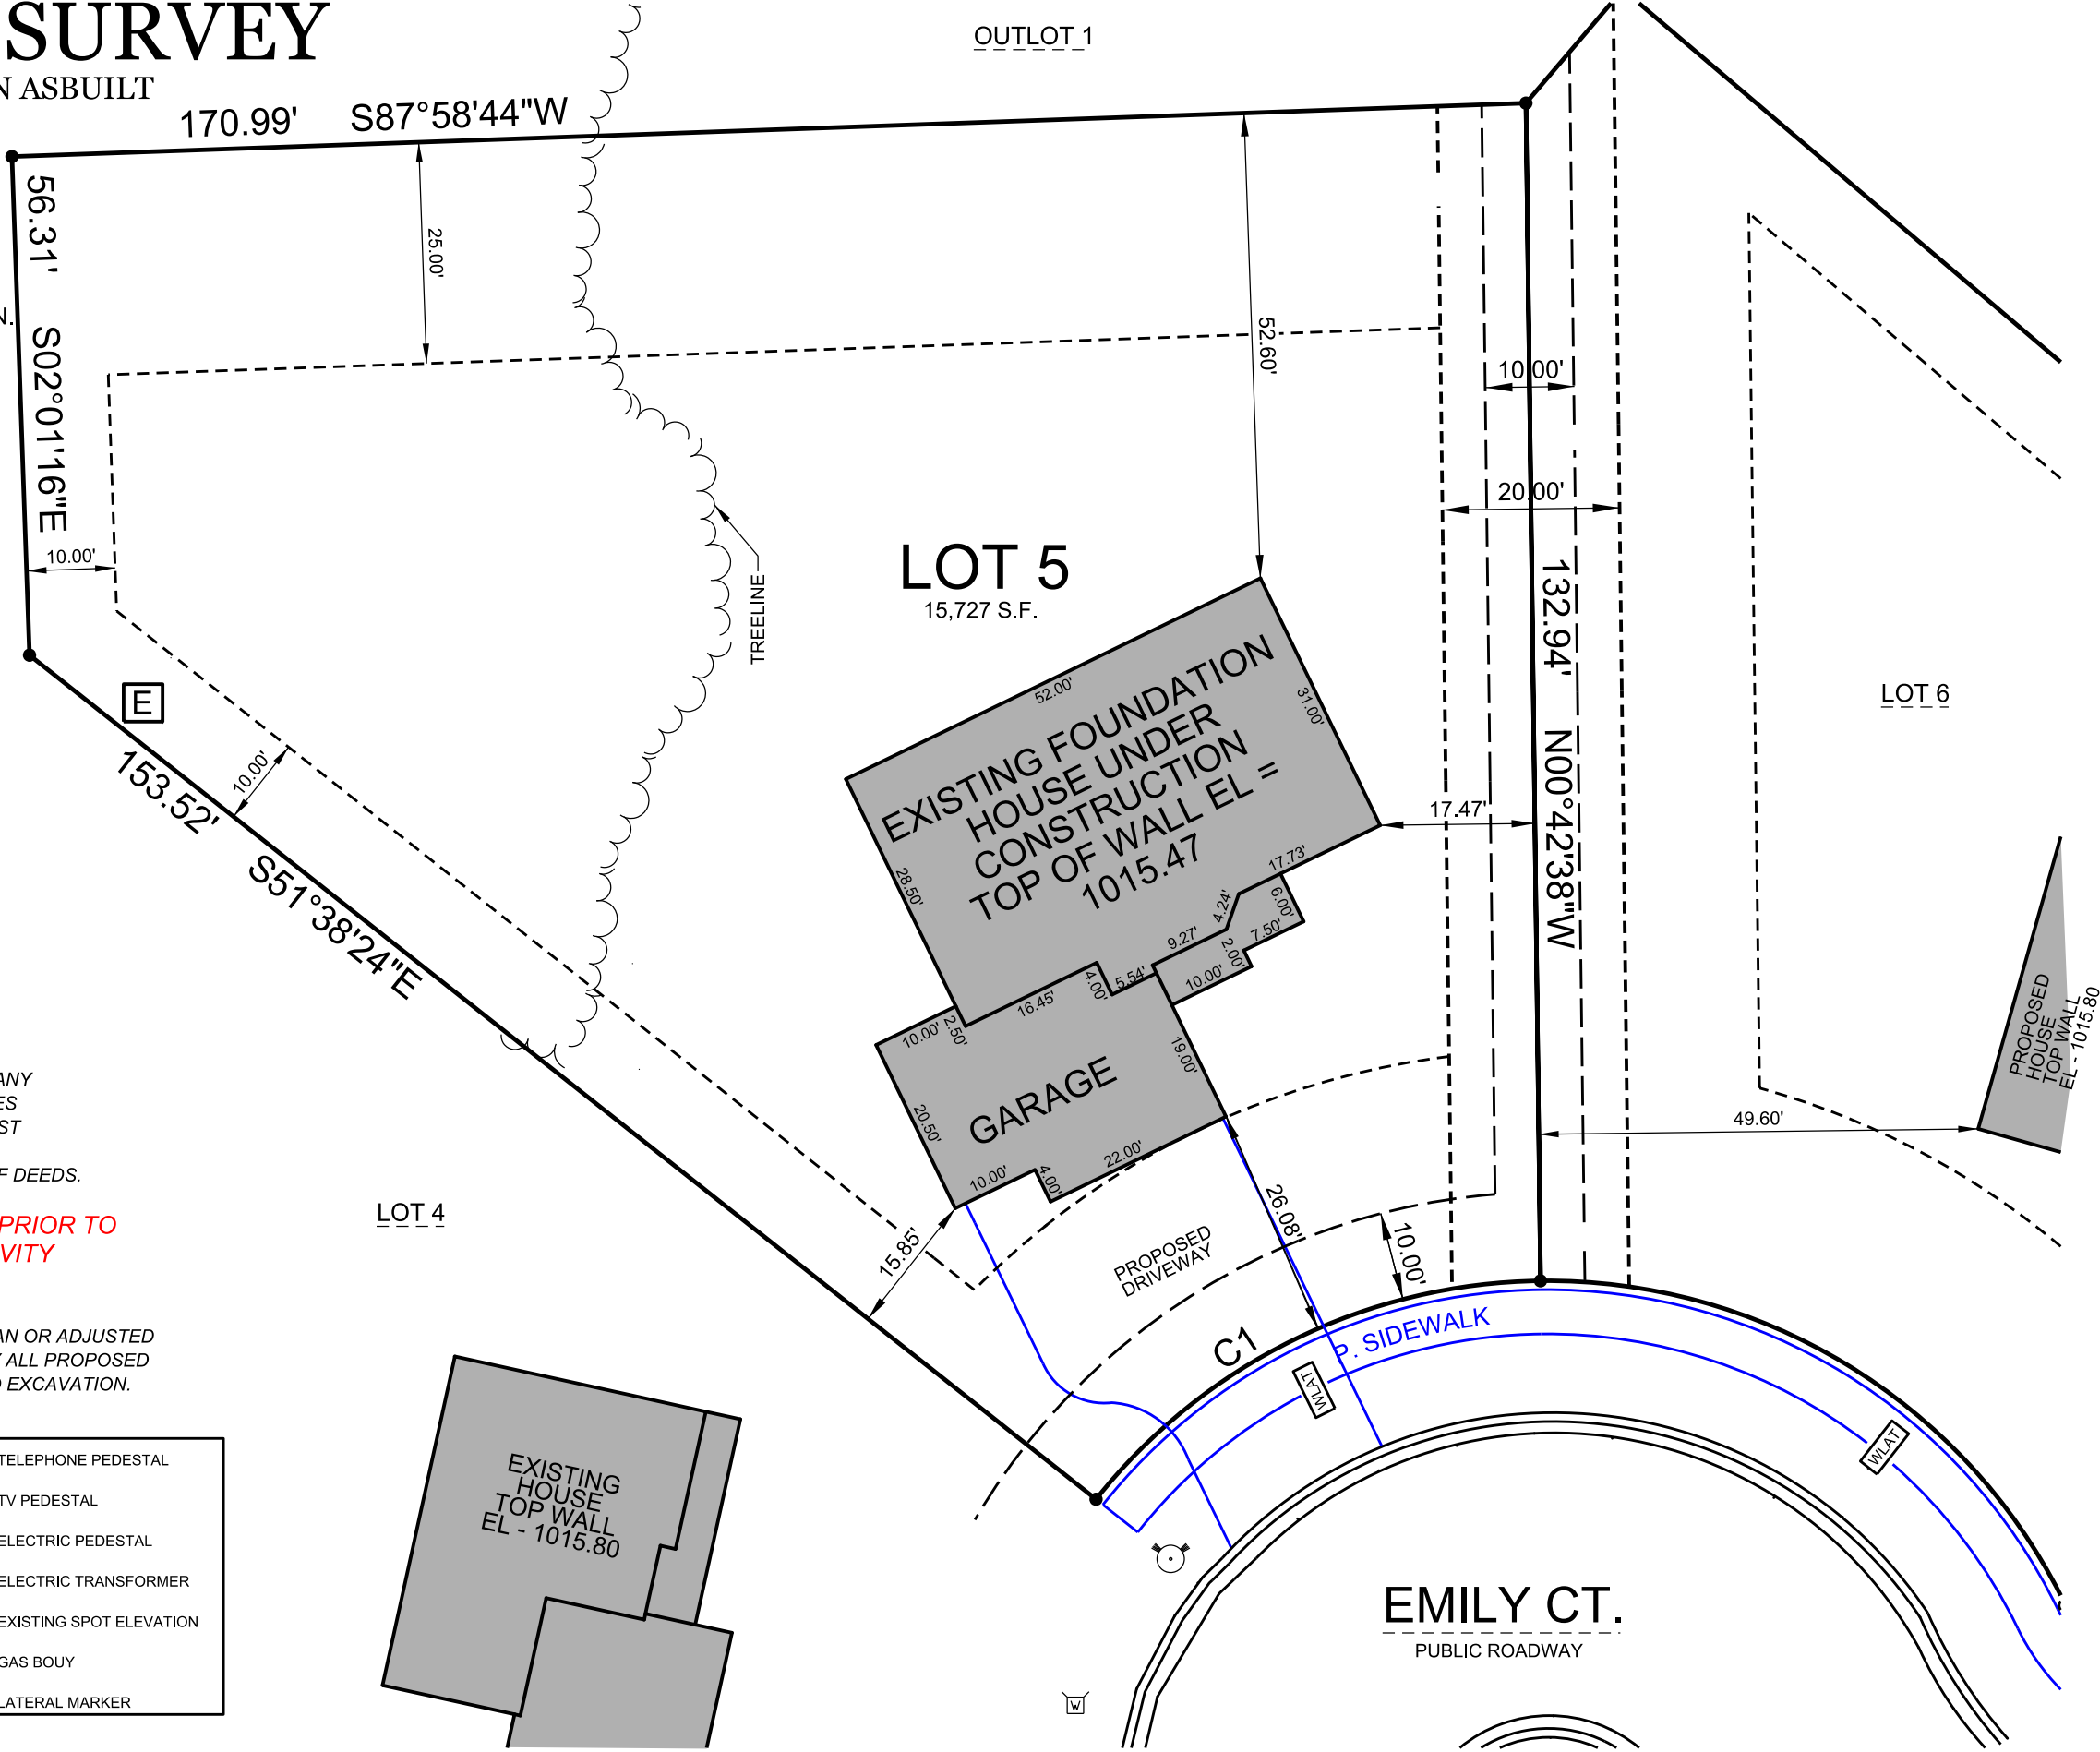 SURVEY
N ASBUILT
OUTLOT 1
170.99' S87°58'44"W
56.31' S02°01'16"E
N.
25.00'
52.60'
10.00'
20.00'
10.00'
TREELINE
LOT 5
15,727 S.F.
132.94' N00°42'38"W
LOT 6
E
10.00'
153.52' S51°38'24"E
52.00'
31.00'
EXISTING FOUNDATION
HOUSE UNDER
CONSTRUCTION
TOP OF WALL EL =
1015.47
28.50'
17.47'
17.73'
6.00'
4.24'
7.50'
2.00'
9.27'
10.00'
5.54'
4.00'
16.45'
2.50'
10.00'
19.00'
GARAGE
20.50'
22.00'
10.00'
4.00'
PROPOSED
HOUSE
TOP WALL
EL - 1015.80
49.60'
ANY
ES
ST
F DEEDS.
PRIOR TO
VITY
LOT 4
15.85'
PROPOSED
DRIVEWAY
26.08'
10.00'
C1
P. SIDEWALK
WLAT
WLAT
AN OR ADJUSTED
Y ALL PROPOSED
D EXCAVATION.
TELEPHONE PEDESTAL
TV PEDESTAL
ELECTRIC PEDESTAL
ELECTRIC TRANSFORMER
EXISTING SPOT ELEVATION
GAS BOUY
LATERAL MARKER
EXISTING
HOUSE
TOP WALL
EL - 1015.80
EMILY CT.
PUBLIC ROADWAY
W